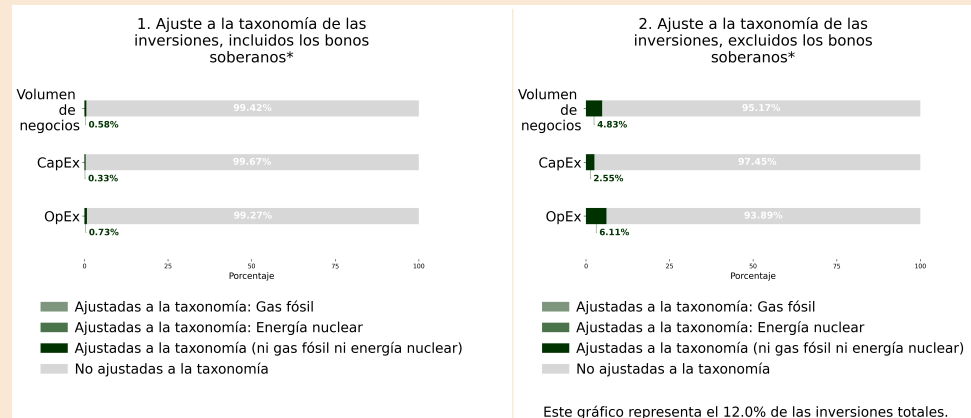 1. Ajuste a la taxonomía de las
inversiones, incluidos los bonos
soberanos*
Volumen
de
negocios
99.42%
0.58%
CapEx
99.67%
0.33%
OpEx
99.27%
0.73%
0 25 50 75 100
Porcentaje
Ajustadas a la taxonomía: Gas fósil
Ajustadas a la taxonomía: Energía nuclear
Ajustadas a la taxonomía (ni gas fósil ni energía nuclear)
No ajustadas a la taxonomía
2. Ajuste a la taxonomía de las
inversiones, excluidos los bonos
soberanos*
Volumen
de
negocios
95.17%
4.83%
CapEx
97.45%
2.55%
OpEx
93.89%
6.11%
0 25 50 75 100
Porcentaje
Ajustadas a la taxonomía: Gas fósil
Ajustadas a la taxonomía: Energía nuclear
Ajustadas a la taxonomía (ni gas fósil ni energía nuclear)
No ajustadas a la taxonomía
Este gráfico representa el 12.0% de las inversiones totales.